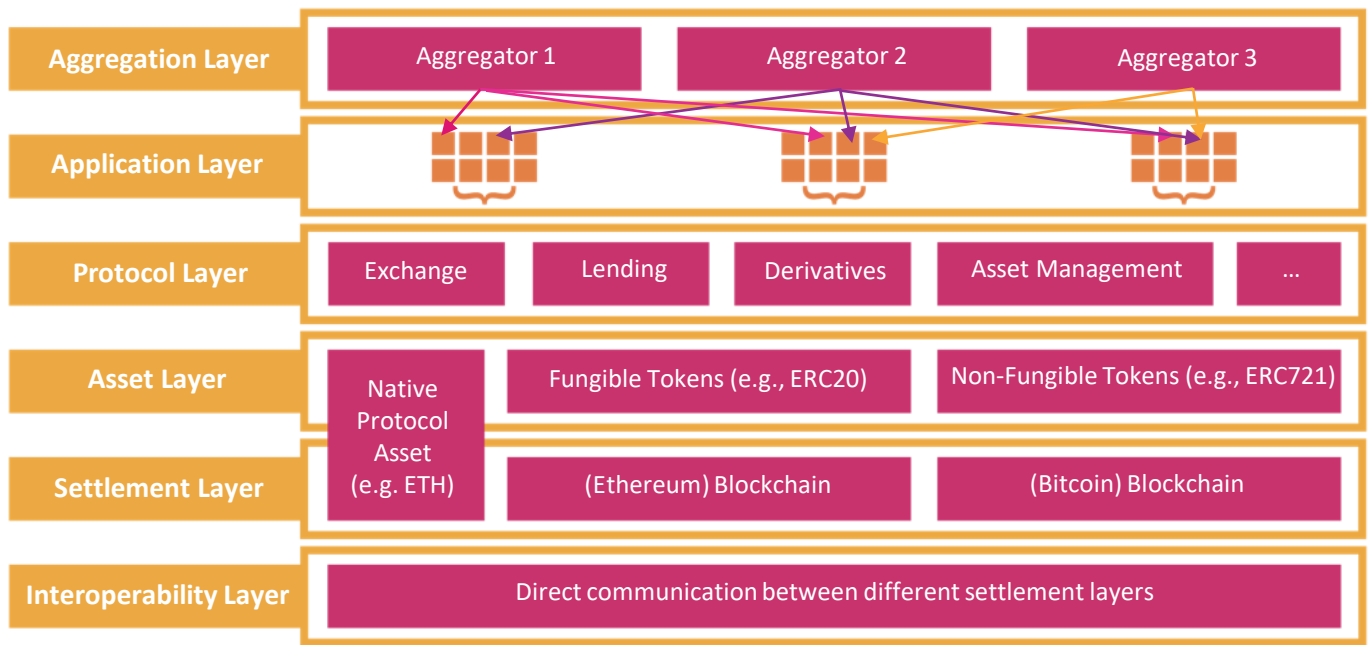 Aggregation Layer
Aggregator 1
Aggregator 2
Aggregator 3
Application Layer
Protocol Layer
Exchange
Lending
Derivatives
Asset Management
...
Asset Layer
Native
Protocol
Asset
(e.g. ETH)
Fungible Tokens (e.g., ERC20)
Non-Fungible Tokens (e.g., ERC721)
Settlement Layer
(Ethereum) Blockchain
(Bitcoin) Blockchain
Interoperability Layer
Direct communication between different settlement layers